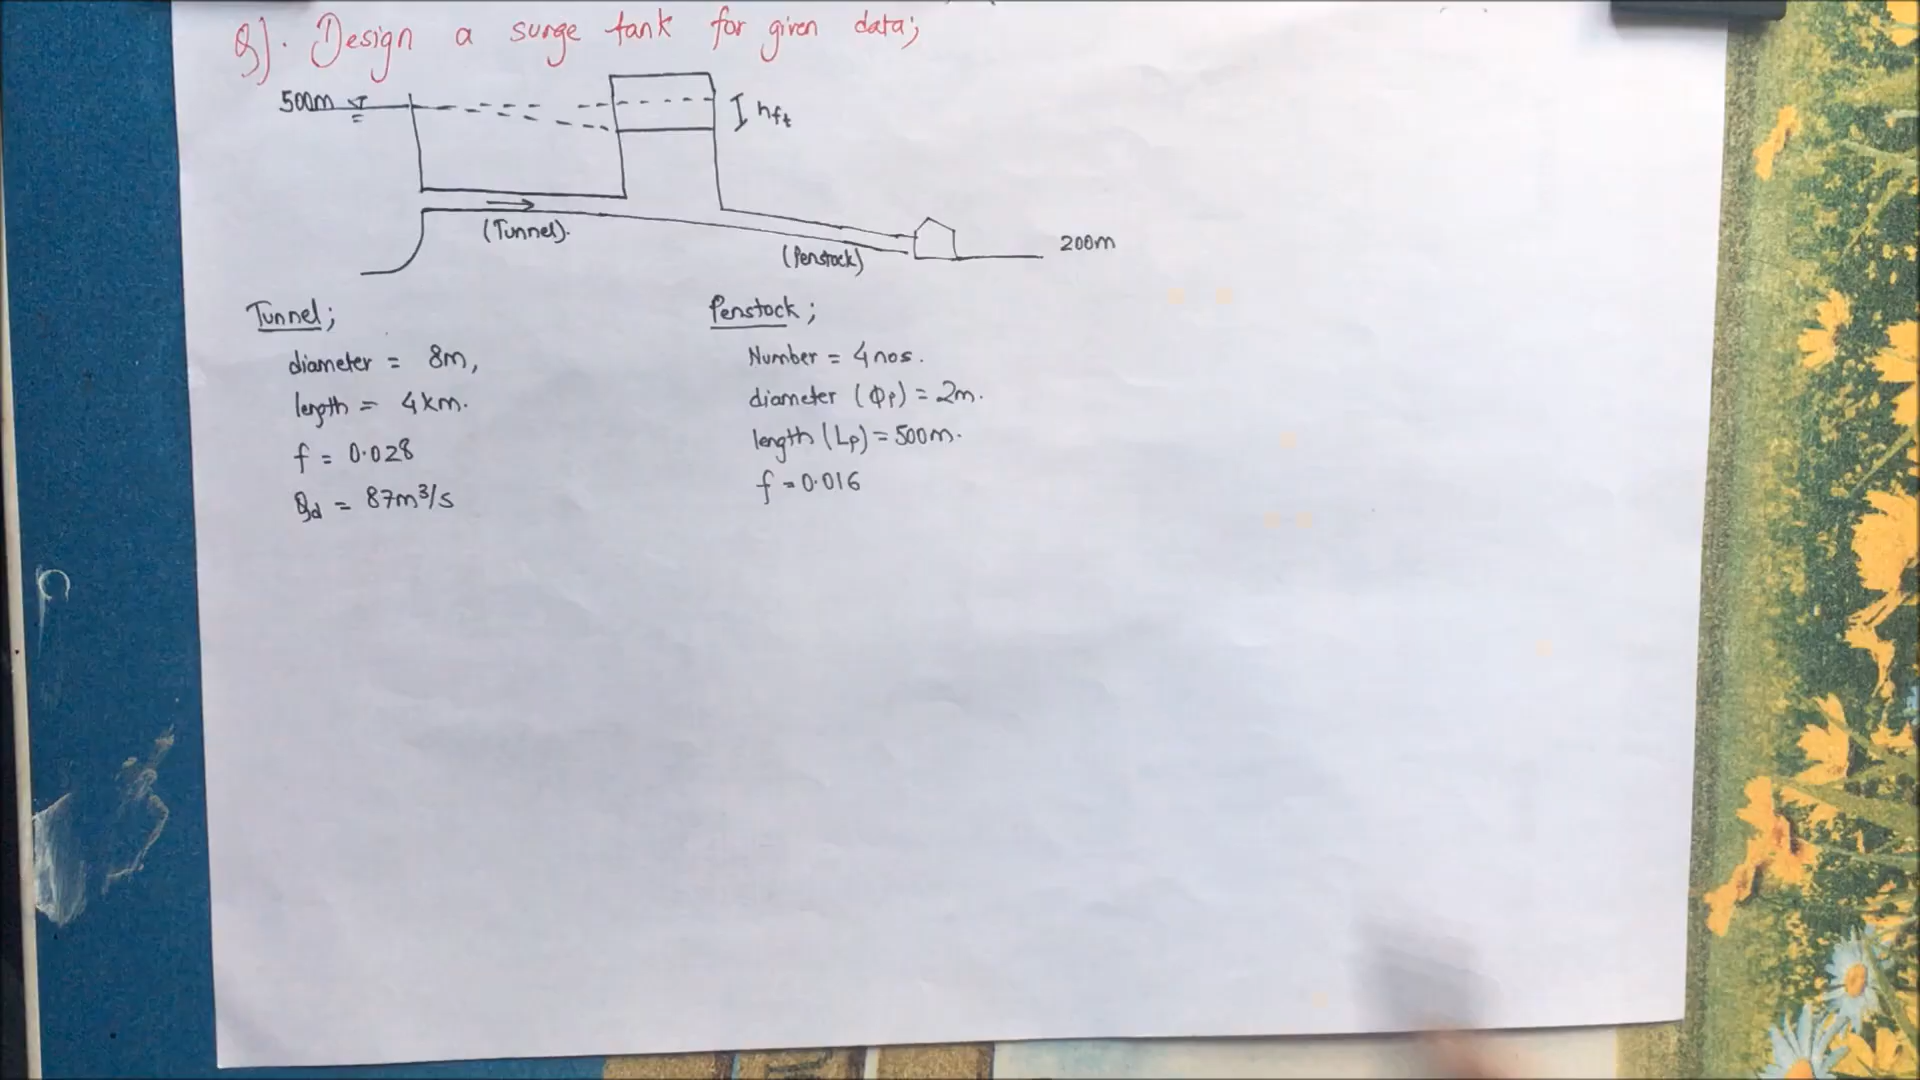 Q). Design a surge tank for given data;
500m
hft
(Tunnel).
(Penstock)
200m
Tunnel;
diameter = 8m,
length = 4km.
f = 0.028
Qd = 87m³/s
Penstock;
Number = 4nos.
diameter (Φp) = 2m.
length (Lp) = 500m.
f = 0.016